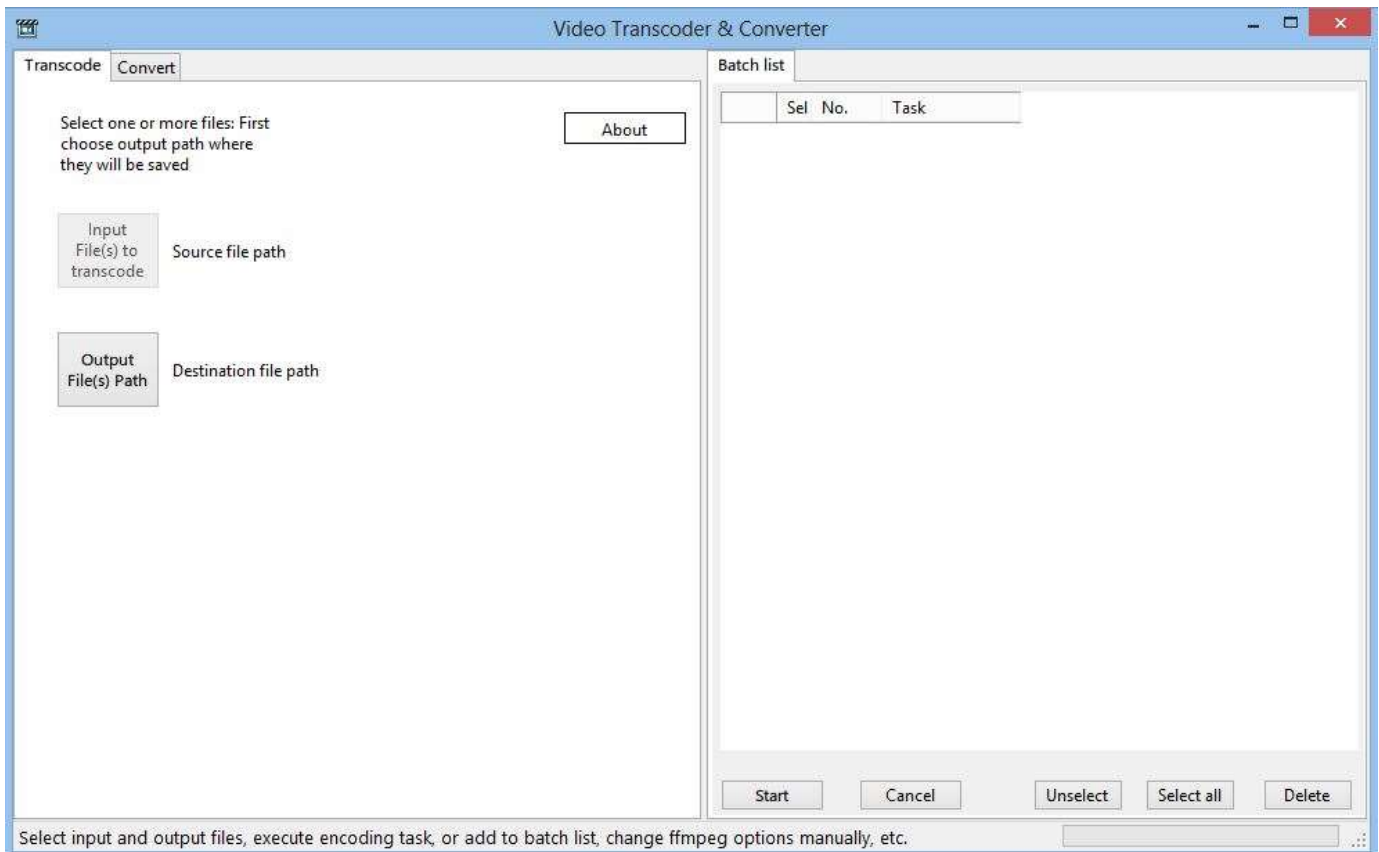 Video Transcoder & Converter
Transcode
Convert
Select one or more files: First
choose output path where
they will be saved
About
Input
File(s) to
transcode
Source file path
Output
File(s) Path
Destination file path
Batch list
Sel No. Task
Start
Cancel
Unselect
Select all
Delete
Select input and output files, execute encoding task, or add to batch list, change ffmpeg options manually, etc.